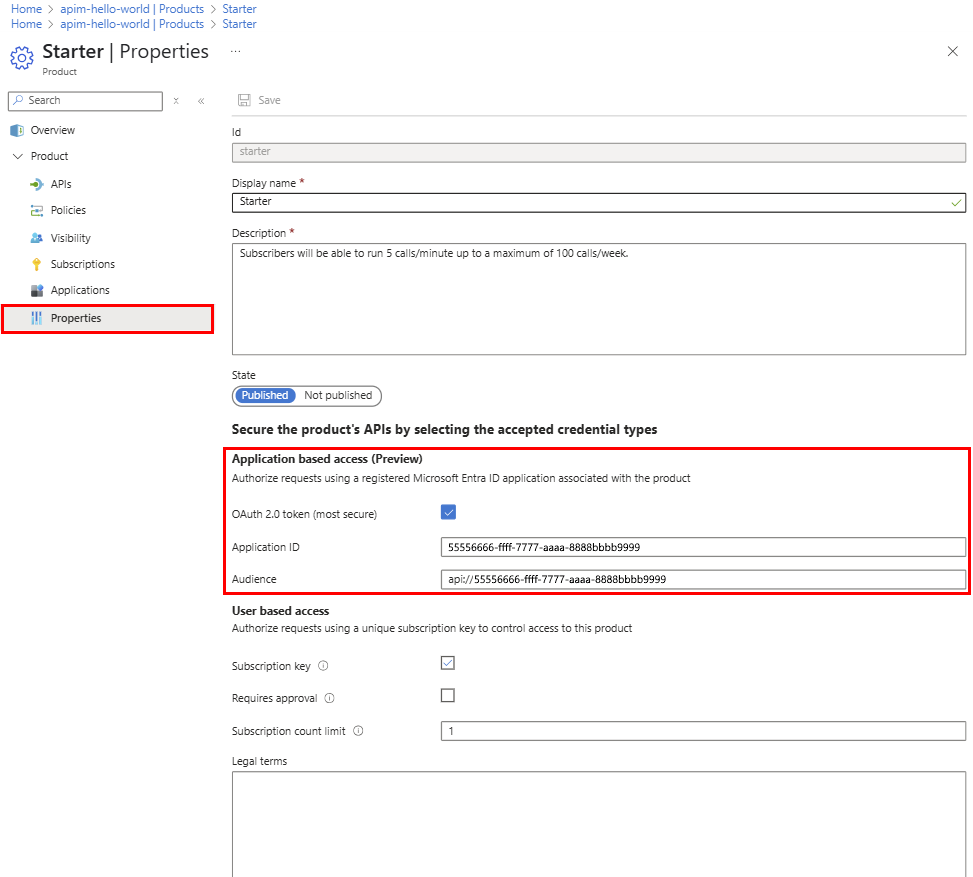 Home > apim-hello-world | Products > Starter
Home > apim-hello-world | Products > Starter
Starter | Properties ...
Product
Search
Save
Overview
Product
APIs
Policies
Visibility
Subscriptions
Applications
Properties
Id
starter
Display name *
Starter
Description *
Subscribers will be able to run 5 calls/minute up to a maximum of 100 calls/week.
State
Published Not published
Secure the product's APIs by selecting the accepted credential types
Application based access (Preview)
Authorize requests using a registered Microsoft Entra ID application associated with the product
OAuth 2.0 token (most secure)
Application ID 55556666-ffff-7777-aaaa-8888bbbb9999
Audience api://55556666-ffff-7777-aaaa-8888bbbb9999
User based access
Authorize requests using a unique subscription key to control access to this product
Subscription key
Requires approval
Subscription count limit 1
Legal terms